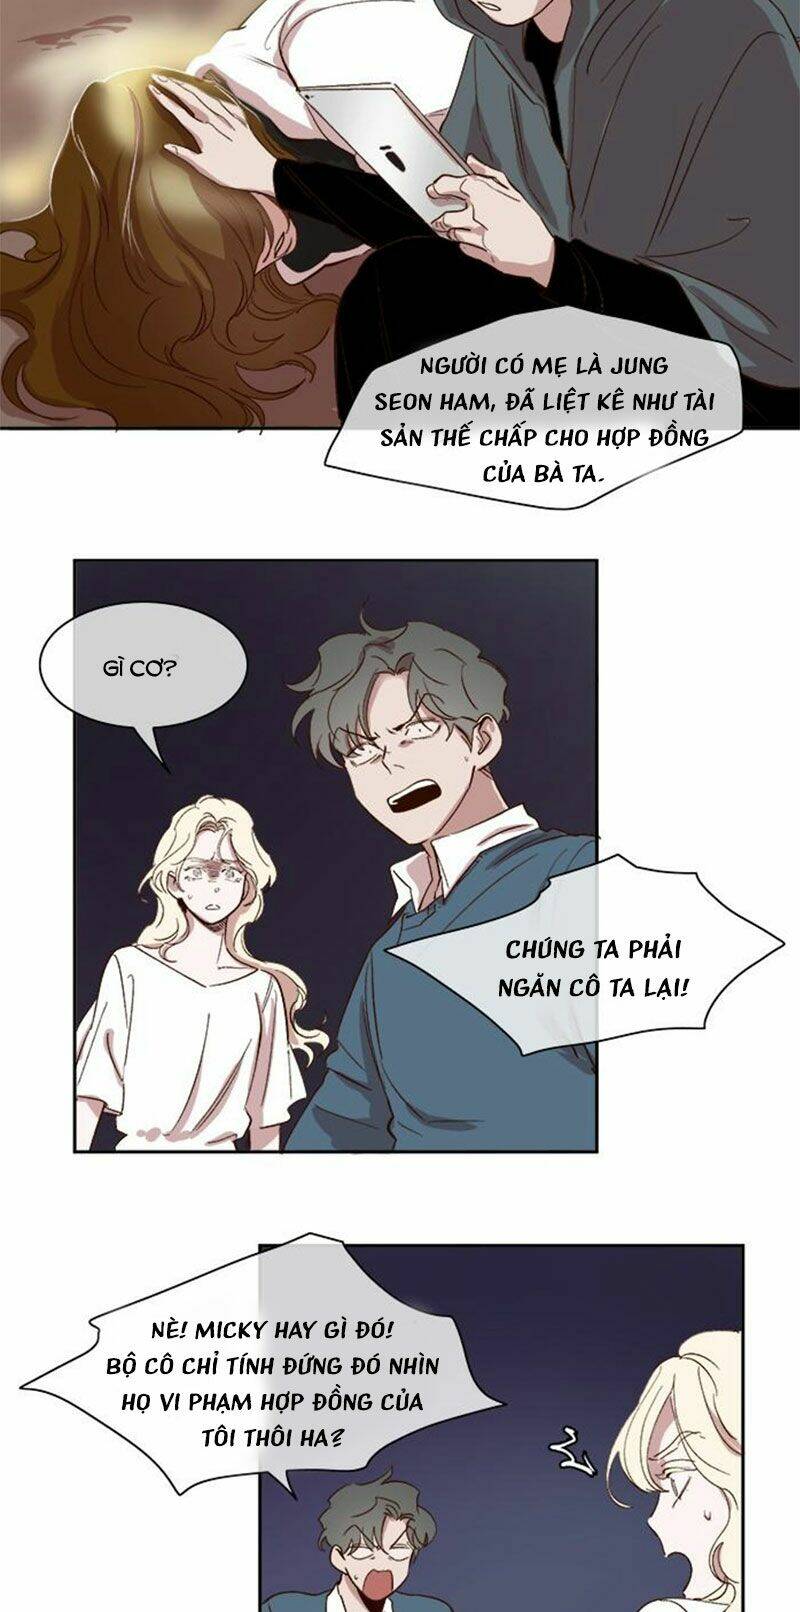 NGƯỜI CÓ MẸ LÀ JUNG
SEON HAM, ĐÃ LIỆT KÊ NHƯ TÀI
SẢN THẾ CHẤP CHO HỢP ĐỒNG
CỦA BÀ TA.
GÌ CƠ?
CHÚNG TA PHẢI
NGĂN CÔ TA LẠI!
NÈ! MICKY HAY GÌ ĐÓ!
BỘ CÔ CHỈ TÍNH ĐỨNG ĐÓ NHÌN
HỌ VI PHẠM HỢP ĐỒNG CỦA
TÔI THÔI HA?